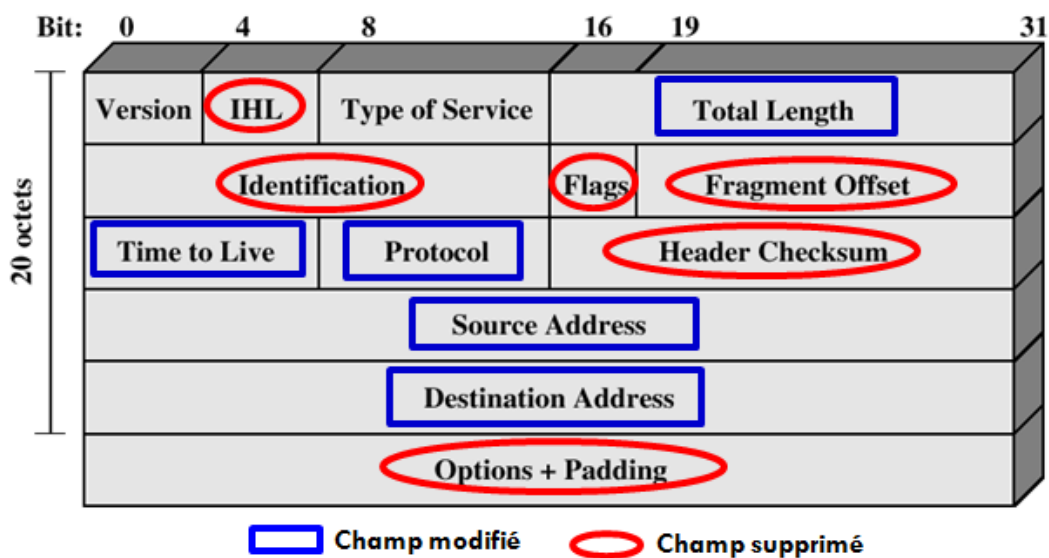 Bit: 0 4 8 16 19 31
Version IHL Type of Service Total Length
Identification Flags Fragment Offset
Time to Live Protocol Header Checksum
Source Address
Destination Address
Options + Padding
20 octets
Champ modifié Champ supprimé